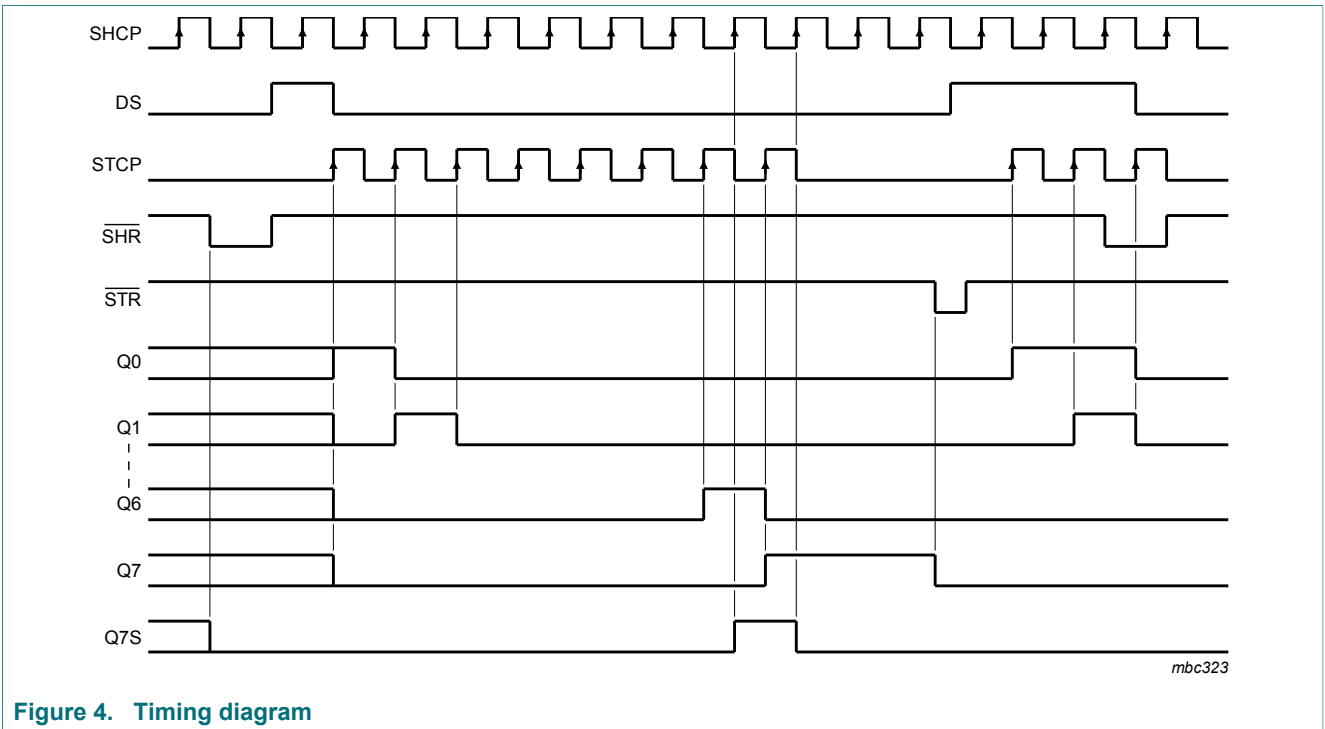 SHCP
DS
STCP
SHR
STR
Q0
Q1
Q6
Q7
Q7S
mbc323
Figure 4. Timing diagram